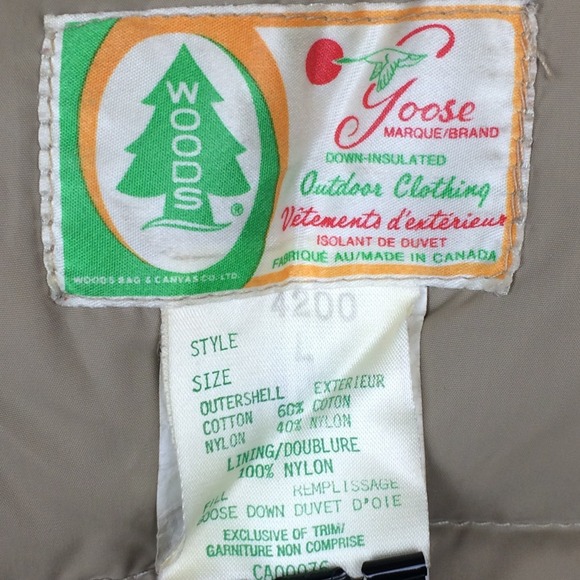 WOODS
®
WOODS BAG & CANVAS CO. LTD.
Goose
MARQUE/BRAND
DOWN-INSULATED
Outdoor Clothing
Vêtements d'extérieur
ISOLANT DE DUVET
FABRIQUÉ AU/MADE IN CANADA
4200
STYLE
L
SIZE
OUTERSHELL EXTERIEUR
COTTON 60% COTON
NYLON 40% NYLON
LINING/DOUBLURE
100% NYLON
REMPLISSAGE
OOSE DOWN DUVET D'OIE
EXCLUSIVE OF TRIM/
GARNITURE NON COMPRISE
CA00076